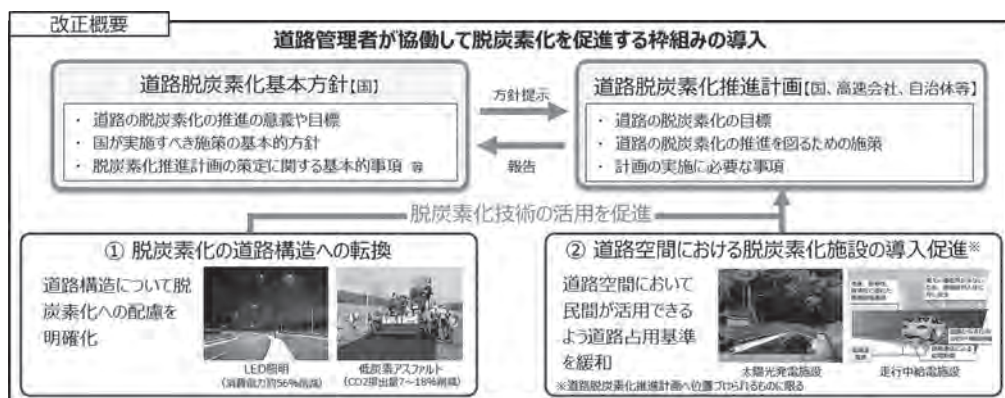 改正概要
道路管理者が協働して脱炭素化を促進する枠組みの導入
道路脱炭素化基本方針【国】
・ 道路の脱炭素化の推進の意義や目標
・ 国が実施すべき施策の基本的方針
・ 脱炭素化推進計画の策定に関する基本的事項 等
方針提示
報告
道路脱炭素化推進計画【国、高速会社、自治体等】
・ 道路の脱炭素化の目標
・ 道路の脱炭素化の推進を図るための施策
・ 計画の実施に必要な事項
脱炭素化技術の活用を促進
① 脱炭素化の道路構造への転換
道路構造について脱
炭素化への配慮を
明確化
LED照明
(消費電力約56%削減)
低炭素アスファルト
(CO2排出量7～18%削減)
② 道路空間における脱炭素化施設の導入促進※
道路空間において
民間が活用できる
よう道路占用基準
を緩和
太陽光発電施設
走行中給電施設
※道路脱炭素化推進計画へ位置づけられるものに限る